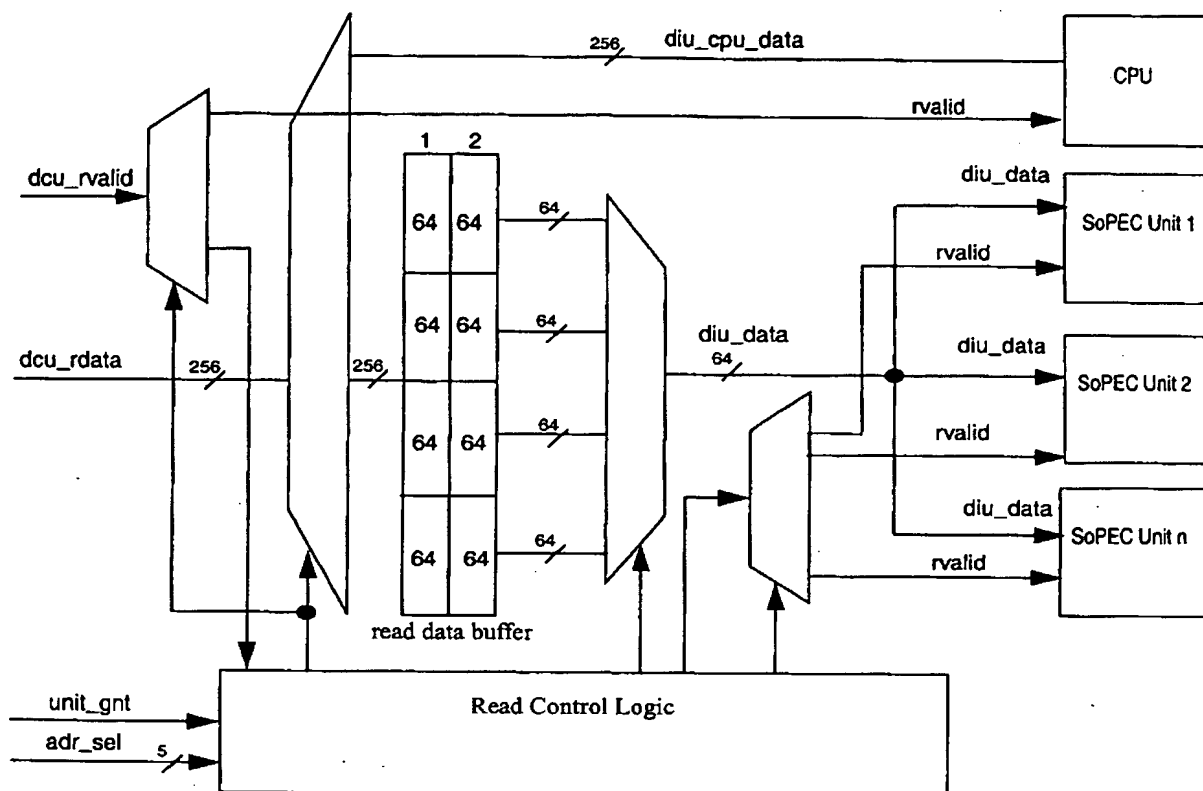 256
diu_cpu_data
CPU
rvalid
1 2
dcu_rvalid
diu_data
64 64
64
SoPEC Unit 1
rvalid
64 64
64
dcu_rdata
256
256
diu_data
64
diu_data
SoPEC Unit 2
64 64
64
rvalid
diu_data
SoPEC Unit n
64 64
64
rvalid
read data buffer
unit_gnt
Read Control Logic
adr_sel
5